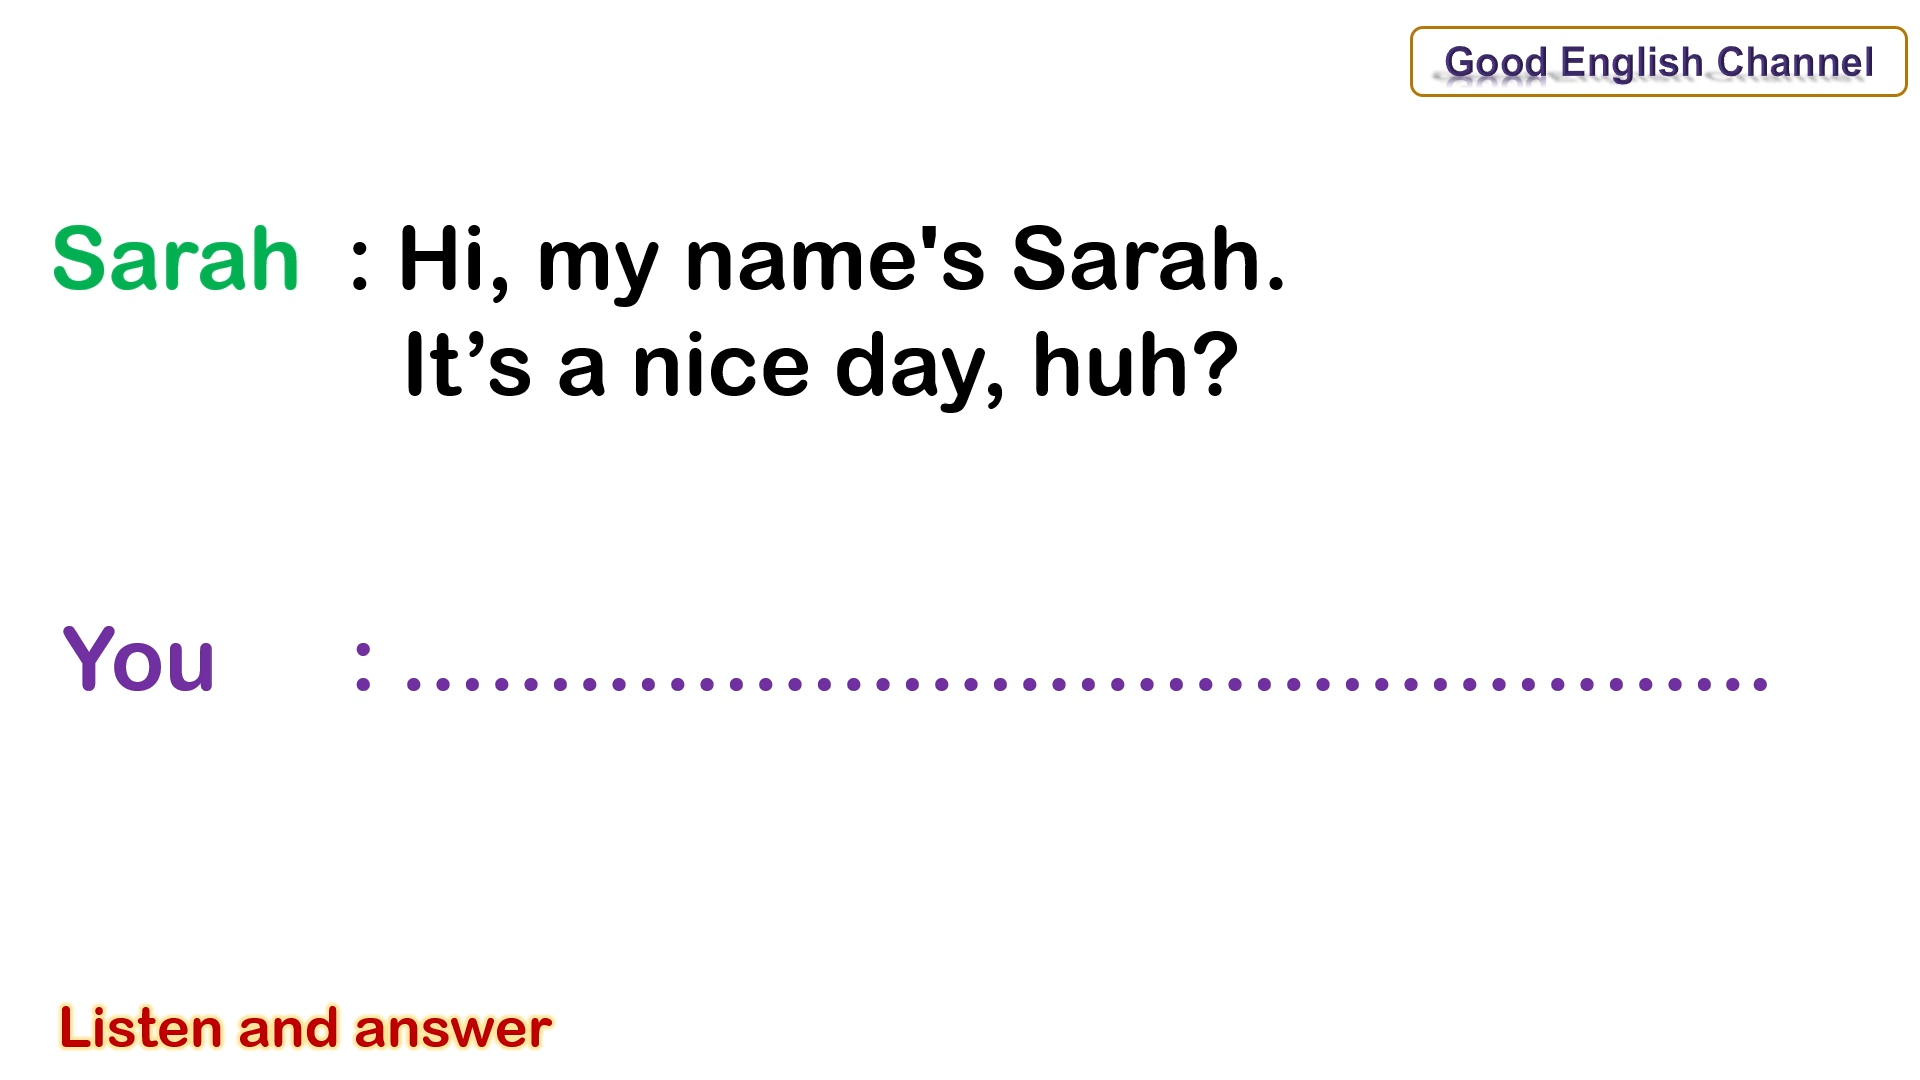 Good English Channel
Sarah : Hi, my name's Sarah.
It’s a nice day, huh?
You : ...............................................
Listen and answer